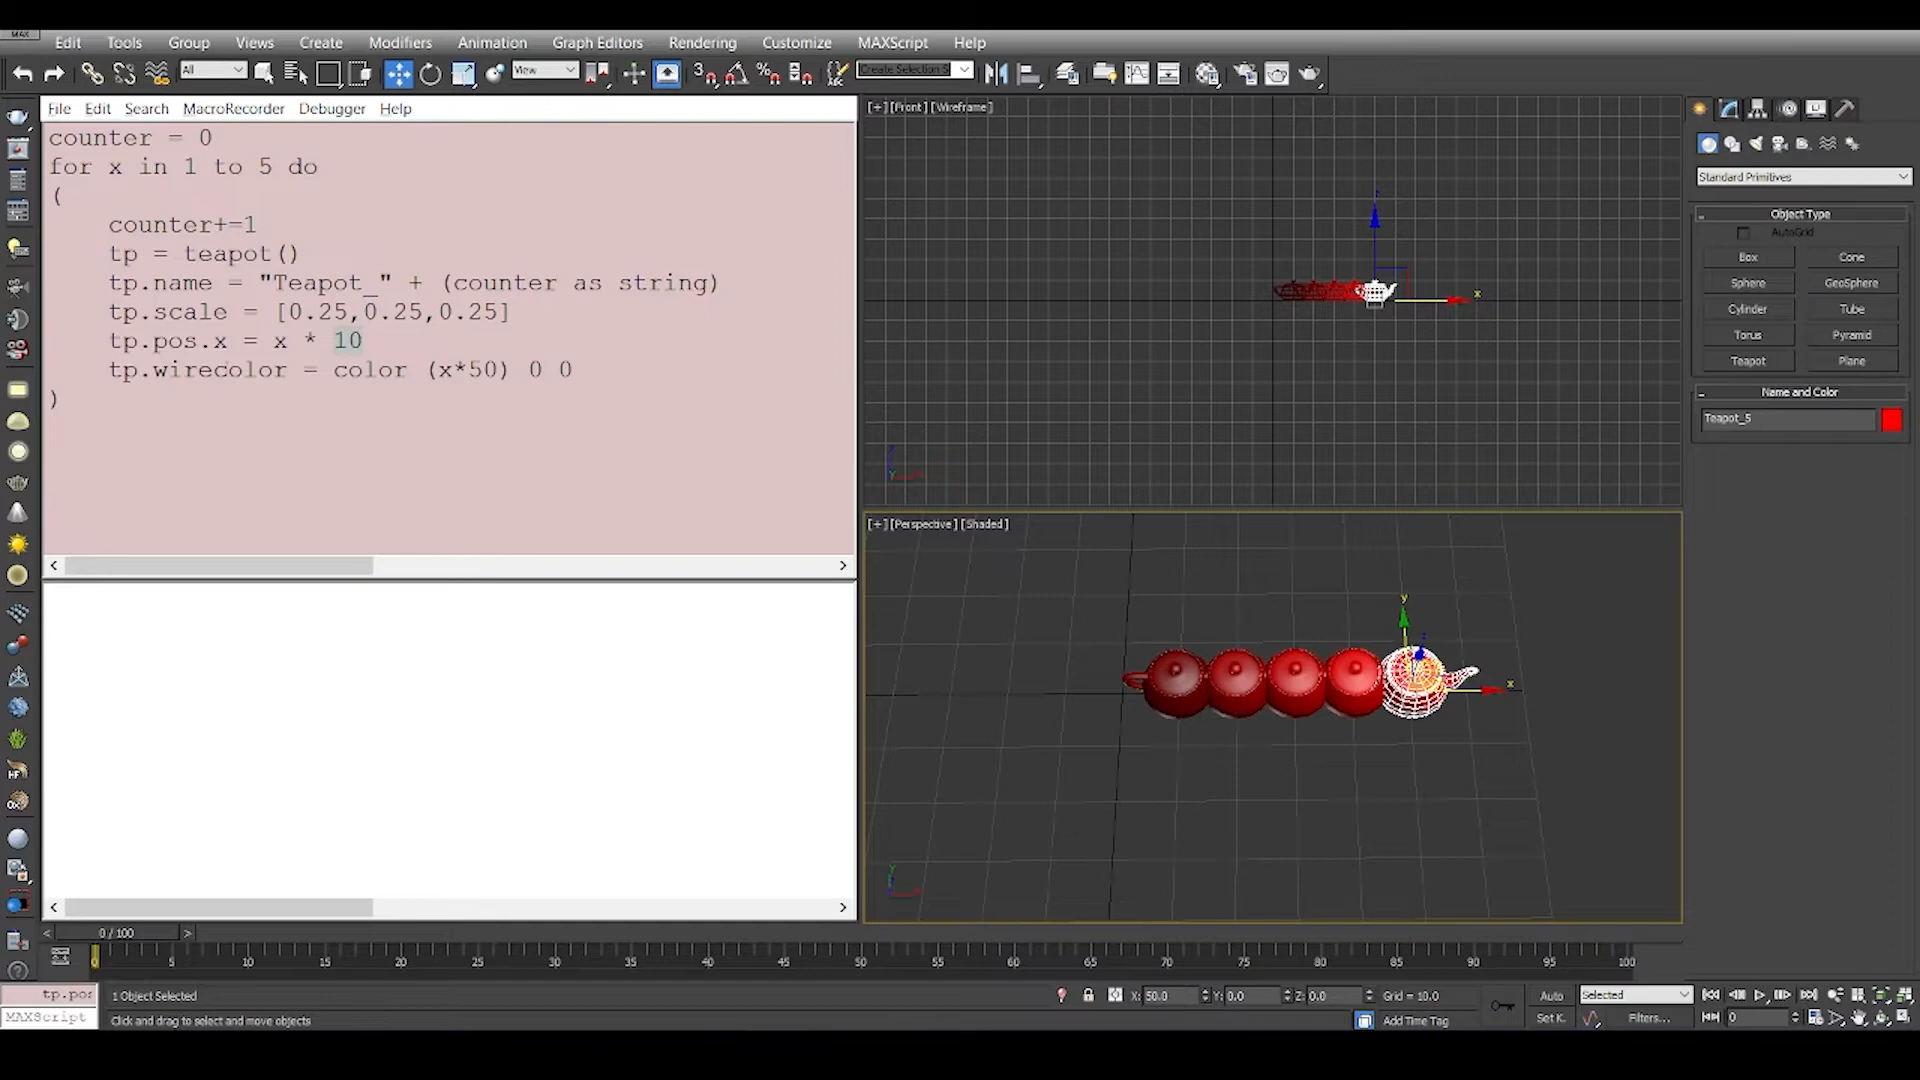 MAX
Edit Tools Group Views Create Modifiers Animation Graph Editors Rendering Customize MAXScript Help
All View 3 Create Selection S
File Edit Search MacroRecorder Debugger Help
counter = 0
for x in 1 to 5 do
(
counter+=1
tp = teapot()
tp.name = "Teapot_" + (counter as string)
tp.scale = [0.25,0.25,0.25]
tp.pos.x = x * 10
tp.wirecolor = color (x*50) 0 0
)
[+][Front][Wireframe]
x
[+][Perspective][Shaded]
y
x
Standard Primitives
Object Type
AutoGrid
Box Cone
Sphere GeoSphere
Cylinder Tube
Torus Pyramid
Teapot Plane
Name and Color
Teapot_5
HF
OX
< 0 / 100 >
0 5 10 15 20 25 30 35 40 45 50 55 60 65 70 75 80 85 90 95 100
tp.pos 1 Object Selected X: 50.0 Y: 0.0 Z: 0.0 Grid = 10.0 Auto Selected
MAXScript Click and drag to select and move objects Add Time Tag Set K. Filters... 0